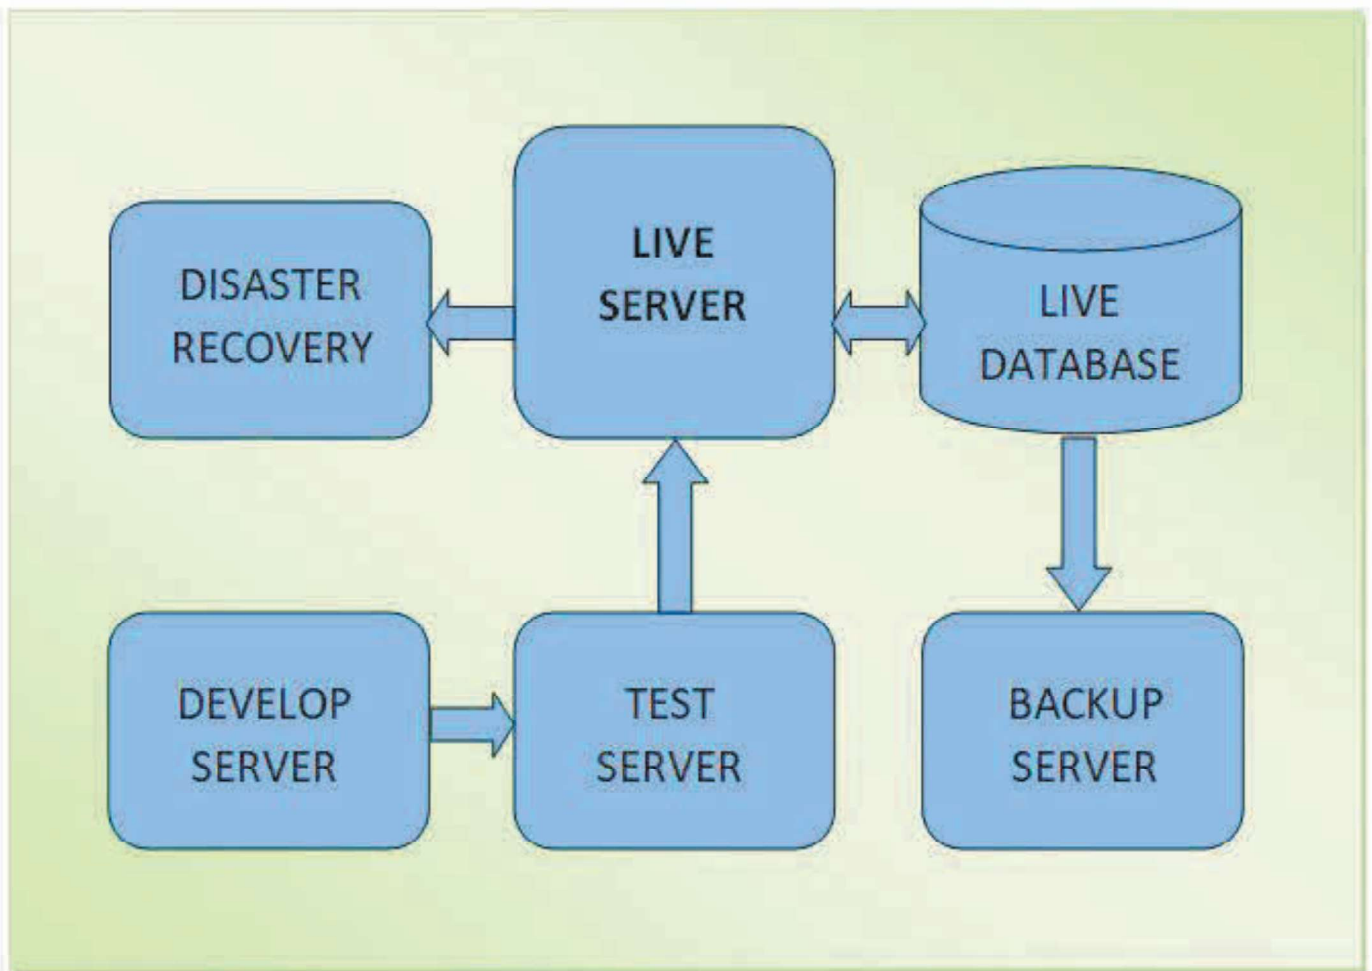 LIVE
SERVER
DISASTER
RECOVERY
LIVE
DATABASE
DEVELOP
SERVER
TEST
SERVER
BACKUP
SERVER